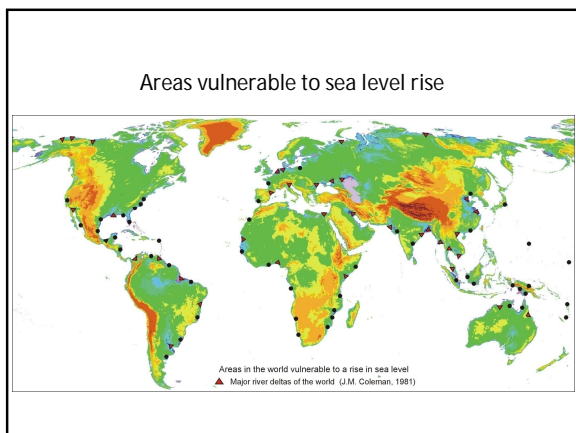 Areas vulnerable to sea level rise
Areas in the world vulnerable to a rise in sea level
Major river deltas of the world (J.M. Coleman, 1981)